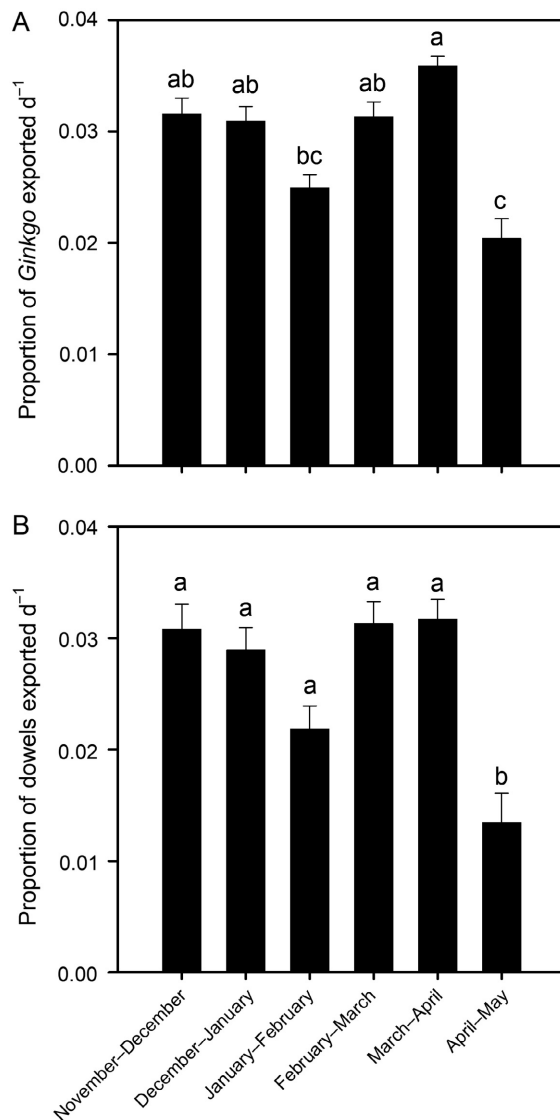 A
Proportion of Ginkgo exported d⁻¹
0.04
0.03
0.02
0.01
0.00
ab
ab
bc
ab
a
c
B
Proportion of dowels exported d⁻¹
0.04
0.03
0.02
0.01
0.00
a
a
a
a
a
b
November–December
December–January
January–February
February–March
March–April
April–May